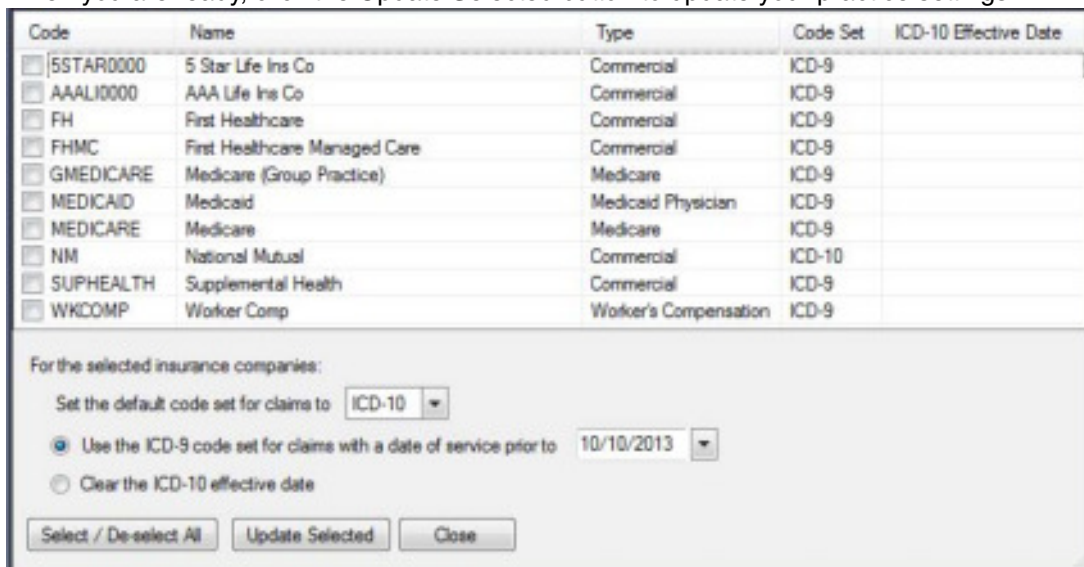 Code Name Type Code Set ICD-10 Effective Date
5STAR0000 5 Star Life Ins Co Commercial ICD-9
AAALI0000 AAA Life Ins Co Commercial ICD-9
FH First Healthcare Commercial ICD-9
FHMC First Healthcare Managed Care Commercial ICD-9
GMEDICARE Medicare (Group Practice) Medicare ICD-9
MEDICAID Medicaid Medicaid Physician ICD-9
MEDICARE Medicare Medicare ICD-9
NM National Mutual Commercial ICD-10
SUPHEALTH Supplemental Health Commercial ICD-9
WKCOMP Worker Comp Worker's Compensation ICD-9
For the selected insurance companies:
Set the default code set for claims to ICD-10
Use the ICD-9 code set for claims with a date of service prior to 10/10/2013
Clear the ICD-10 effective date
Select / De-select All Update Selected Close